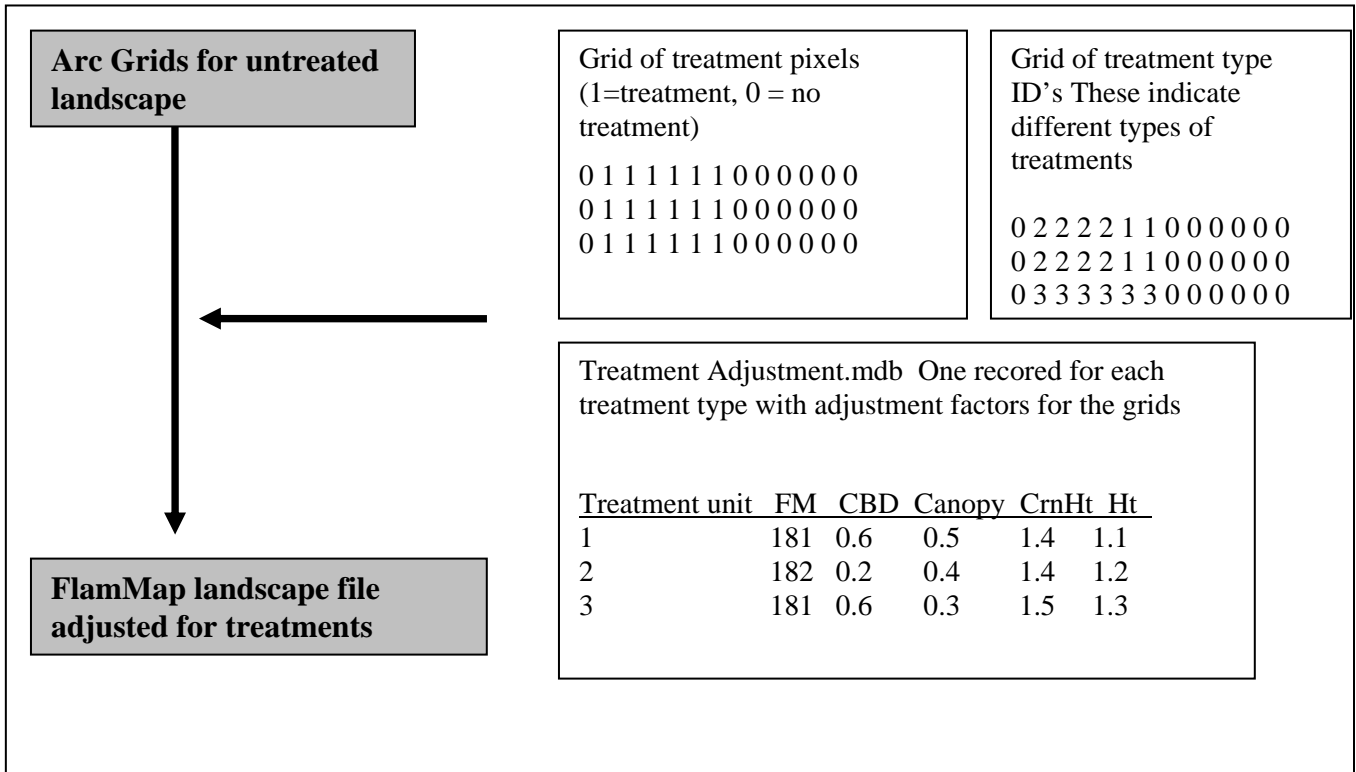 Arc Grids for untreated
landscape
Grid of treatment pixels
(1=treatment, 0 = no
treatment)
0 1 1 1 1 1 1 0 0 0 0 0 0
0 1 1 1 1 1 1 0 0 0 0 0 0
0 1 1 1 1 1 1 0 0 0 0 0 0
Grid of treatment type
ID's These indicate
different types of
treatments
0 2 2 2 2 1 1 0 0 0 0 0 0
0 2 2 2 2 1 1 0 0 0 0 0 0
0 3 3 3 3 3 3 0 0 0 0 0 0
Treatment Adjustment.mdb One recored for each
treatment type with adjustment factors for the grids
Treatment unit FM CBD Canopy CrnHt Ht
1 181 0.6 0.5 1.4 1.1
2 182 0.2 0.4 1.4 1.2
3 181 0.6 0.3 1.5 1.3
FlamMap landscape file
adjusted for treatments